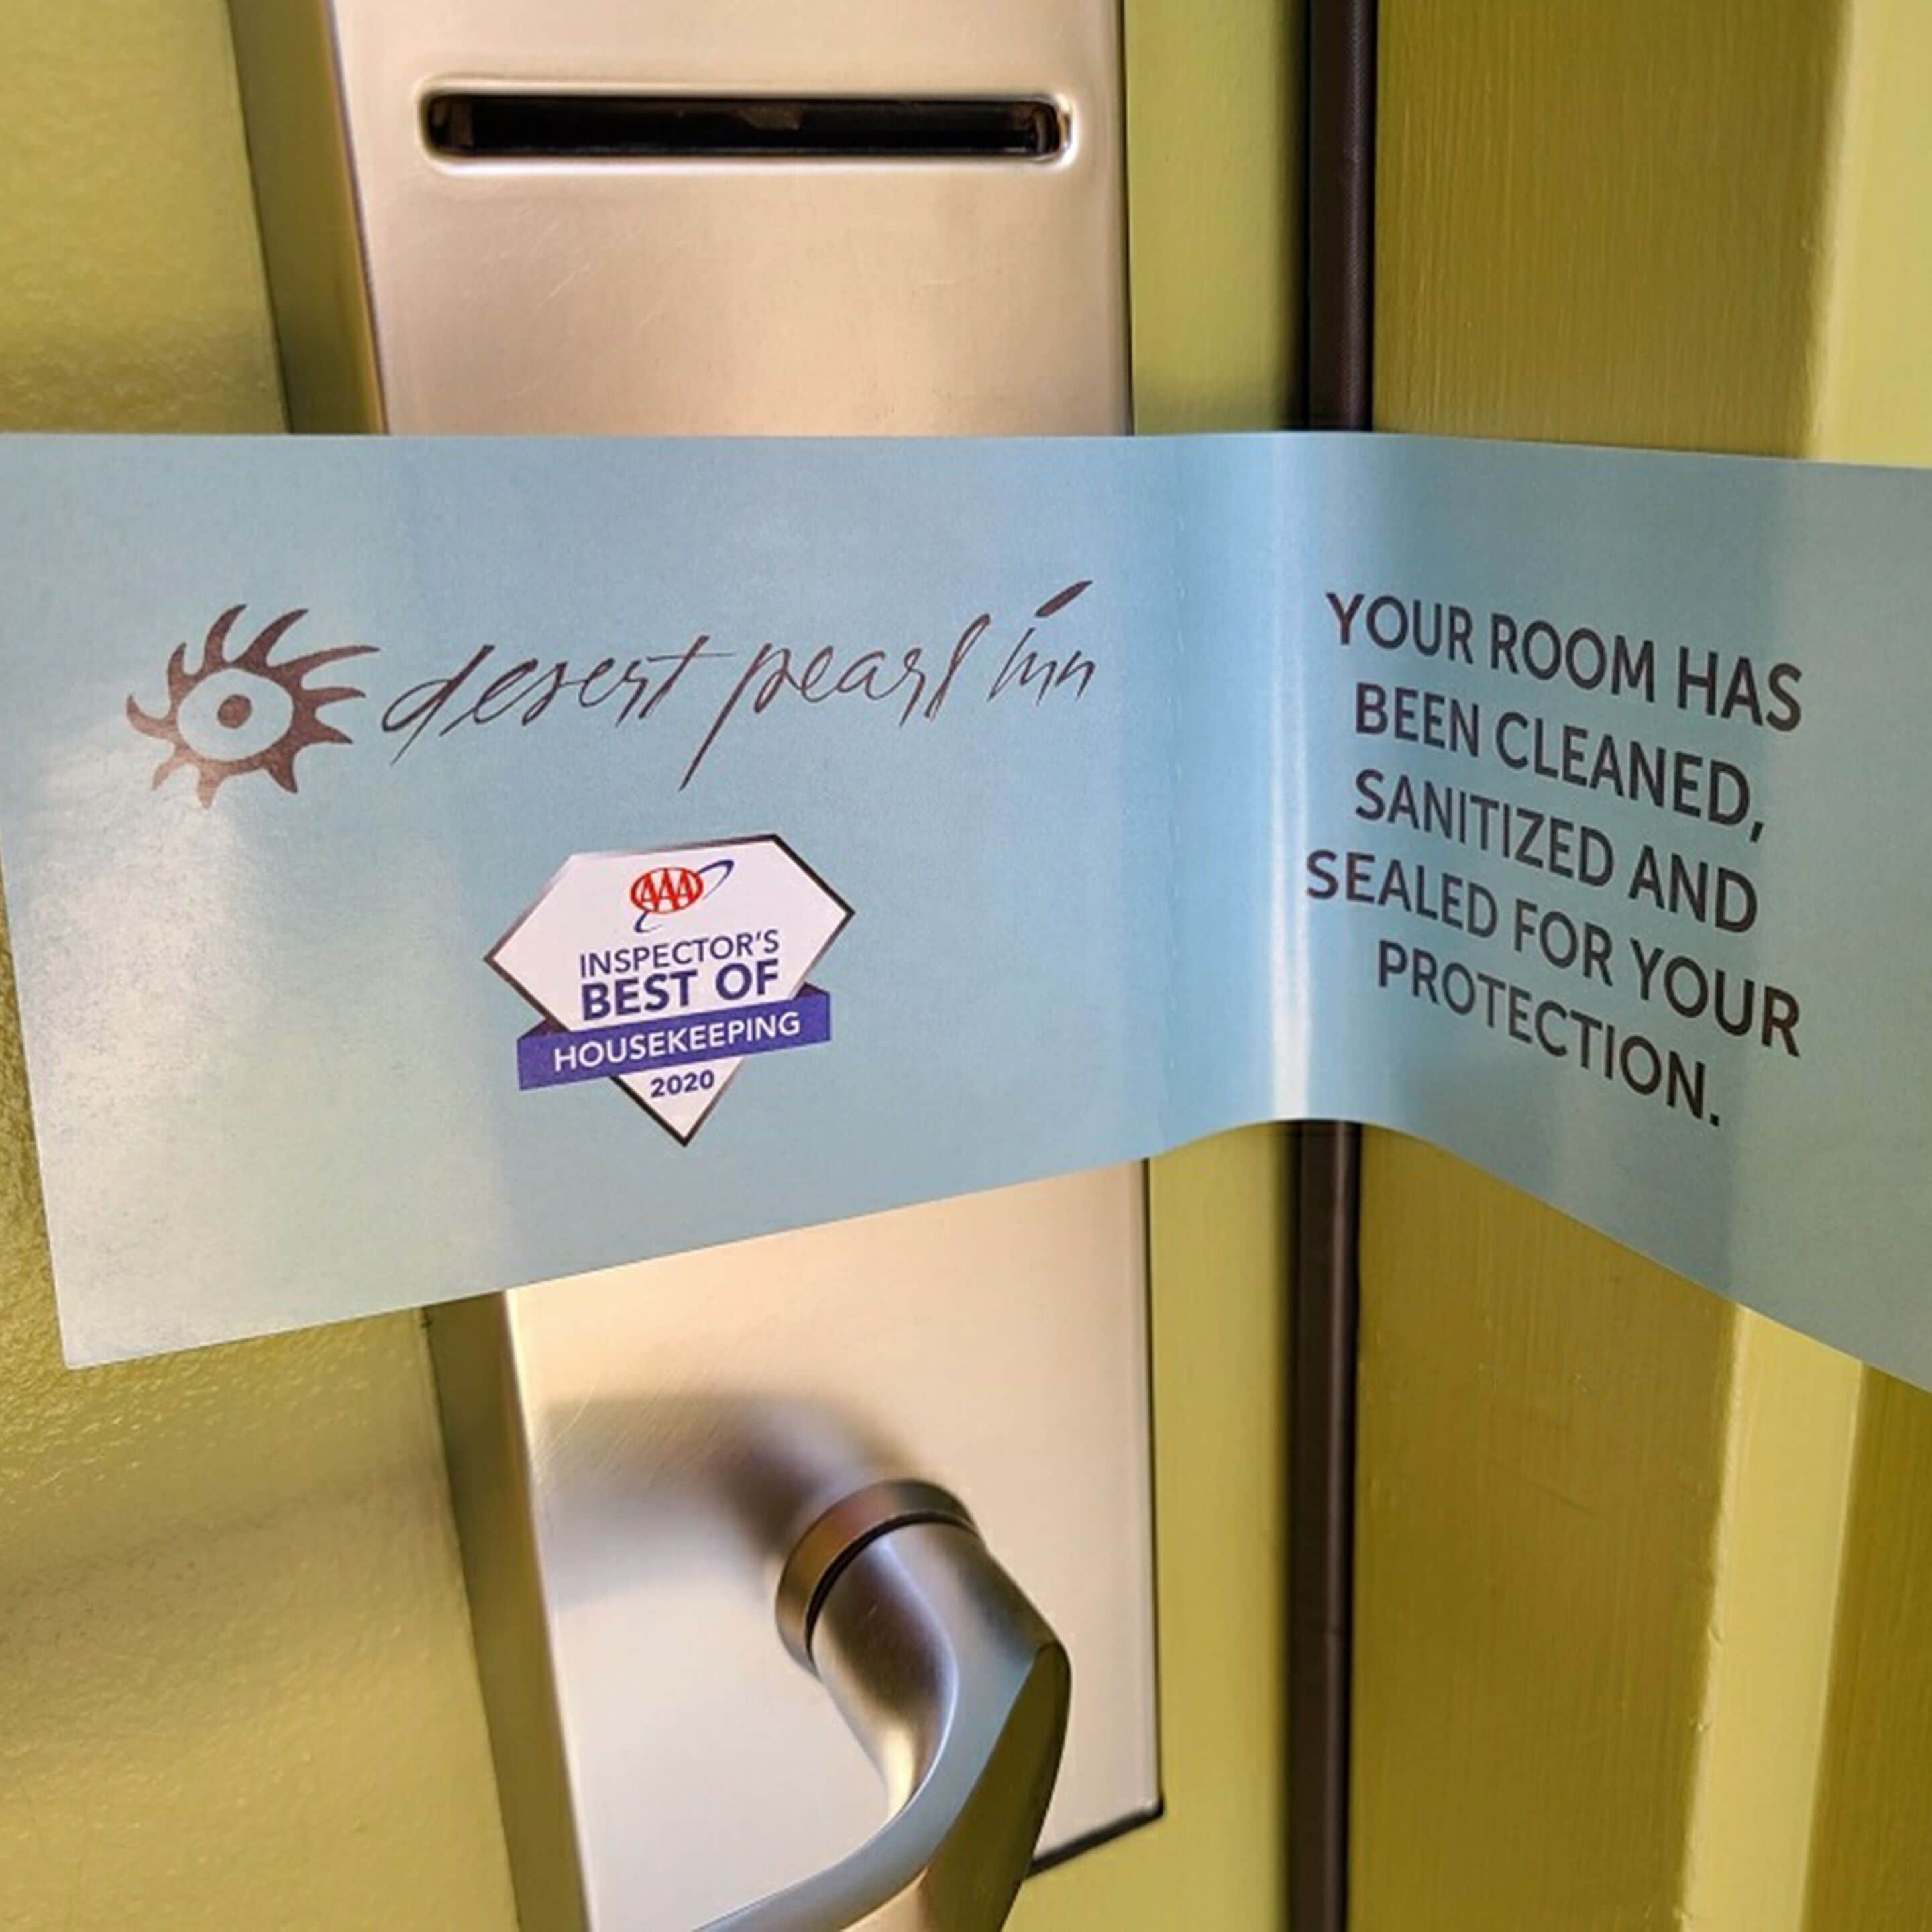 desert pearl inn
AAA
INSPECTOR'S
BEST OF
HOUSEKEEPING
2020
YOUR ROOM HAS
BEEN CLEANED,
SANITIZED AND
SEALED FOR YOUR
PROTECTION.